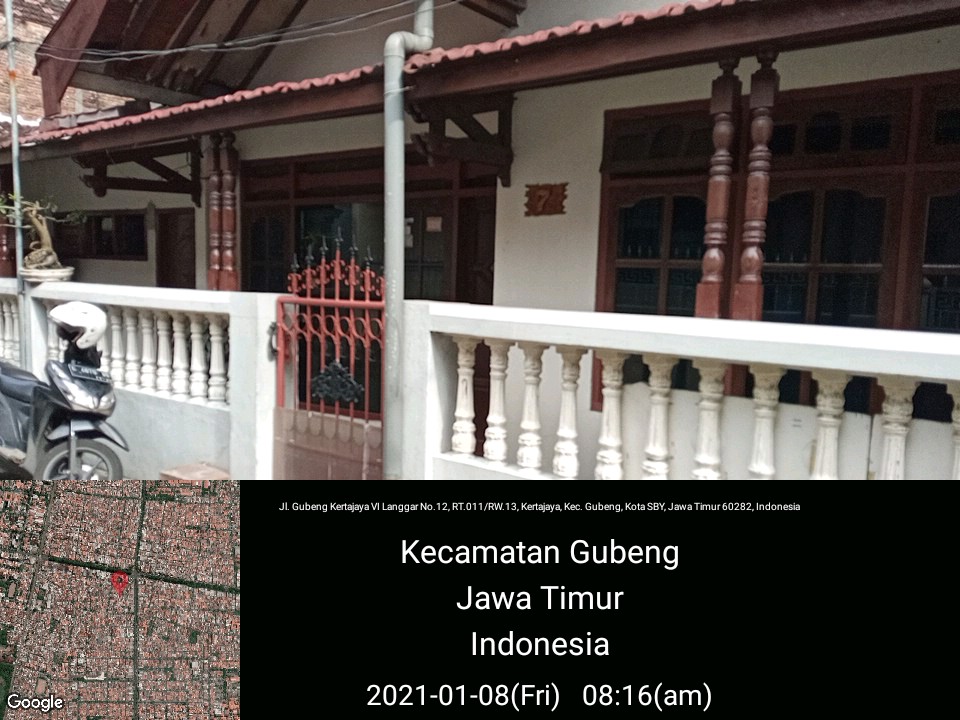 7
Jl. Gubeng Kertajaya VI Langgar No.12, RT.011/RW.13, Kertajaya, Kec. Gubeng, Kota SBY, Jawa Timur 60282, Indonesia
Kecamatan Gubeng
Jawa Timur
Indonesia
2021-01-08(Fri) 08:16(am)
Google